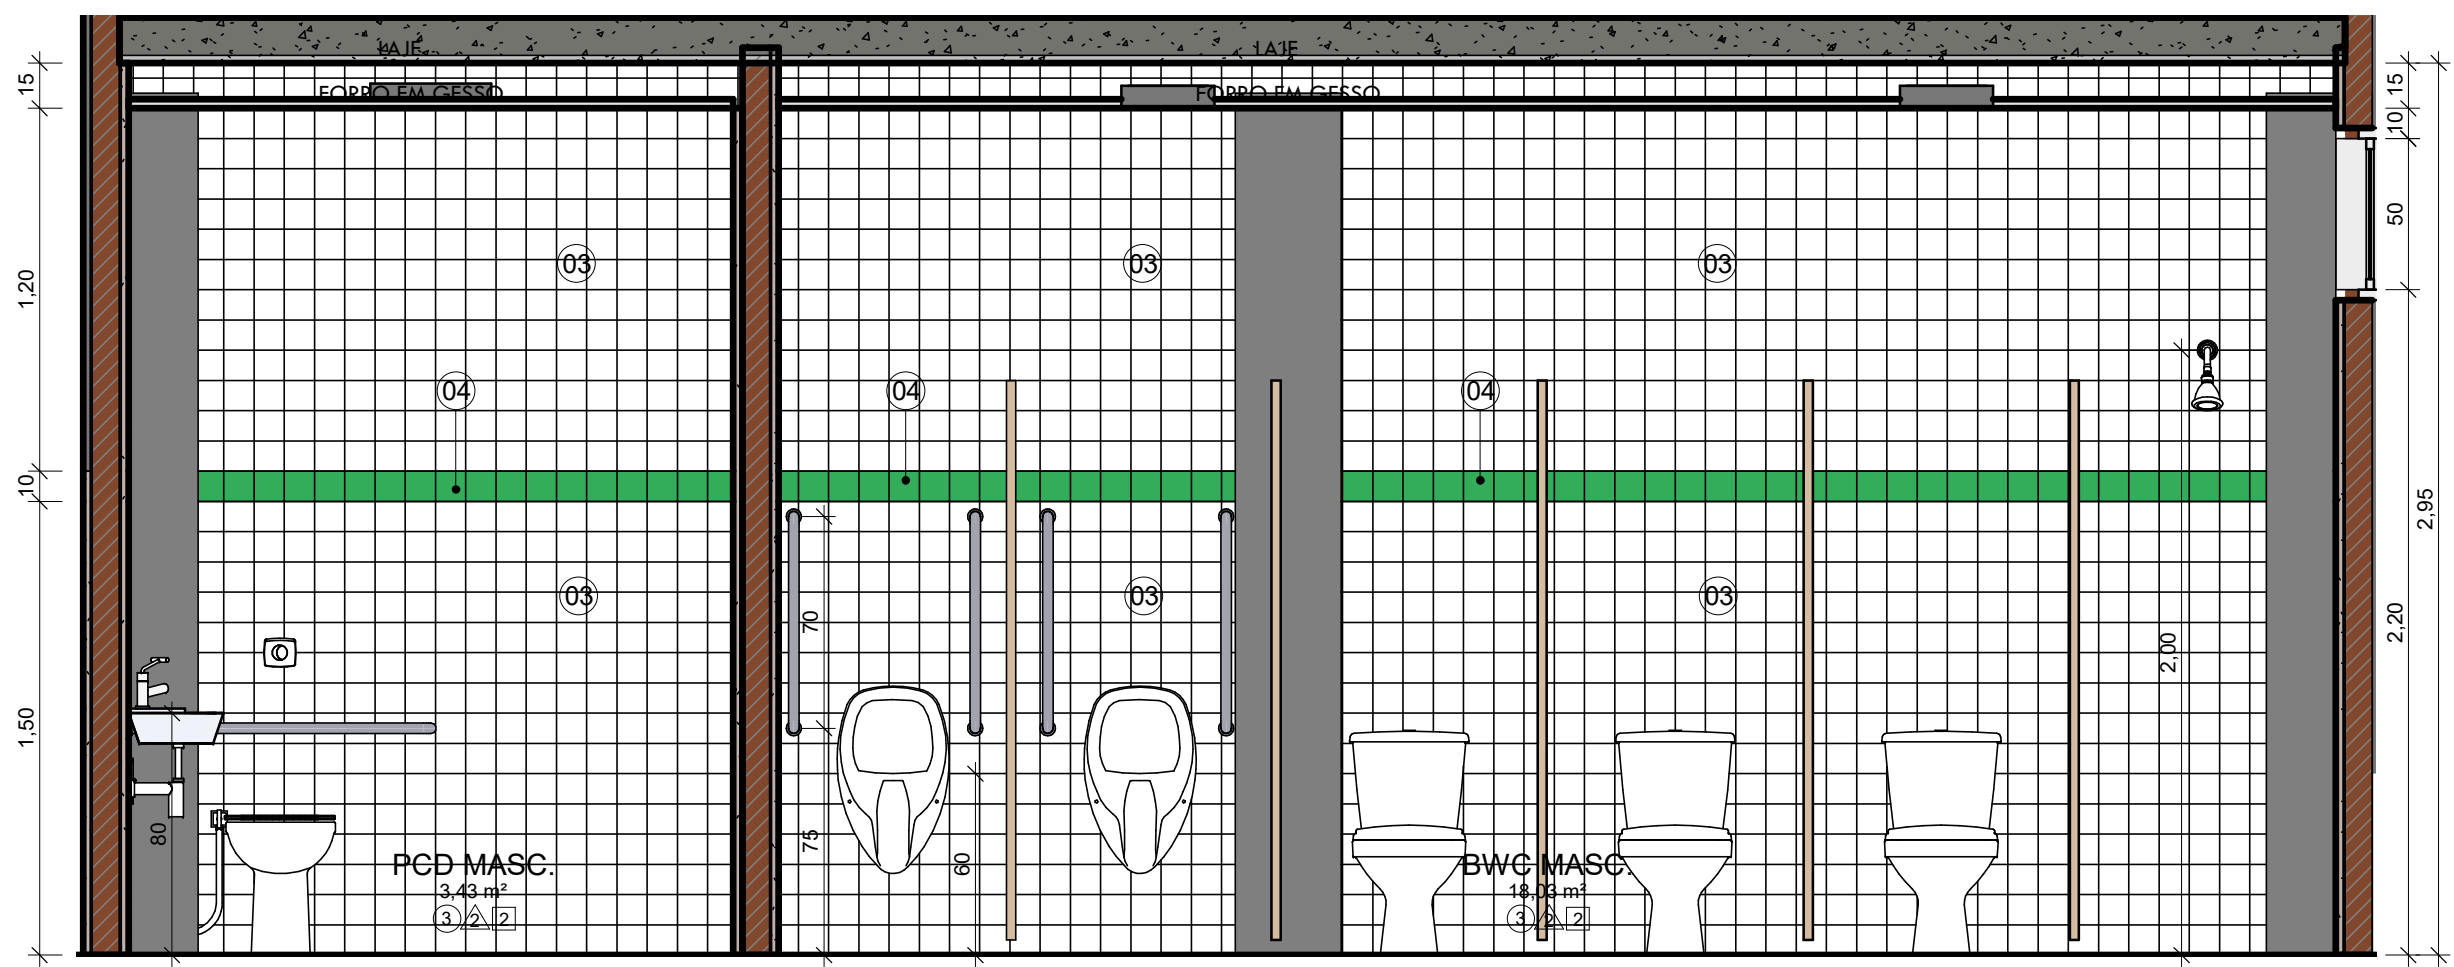 LAJE
LAJE
15
15
FORRO EM GESSO
FORRO EM GESSO
10
50
03
03
03
1,20
04
04
04
10
2,95
03
03
03
70
2,20
2,00
1,50
80
75
60
PCD MASC.
3,43 m²
3 2 2
BWC MASC.
18,03 m²
3 2 2